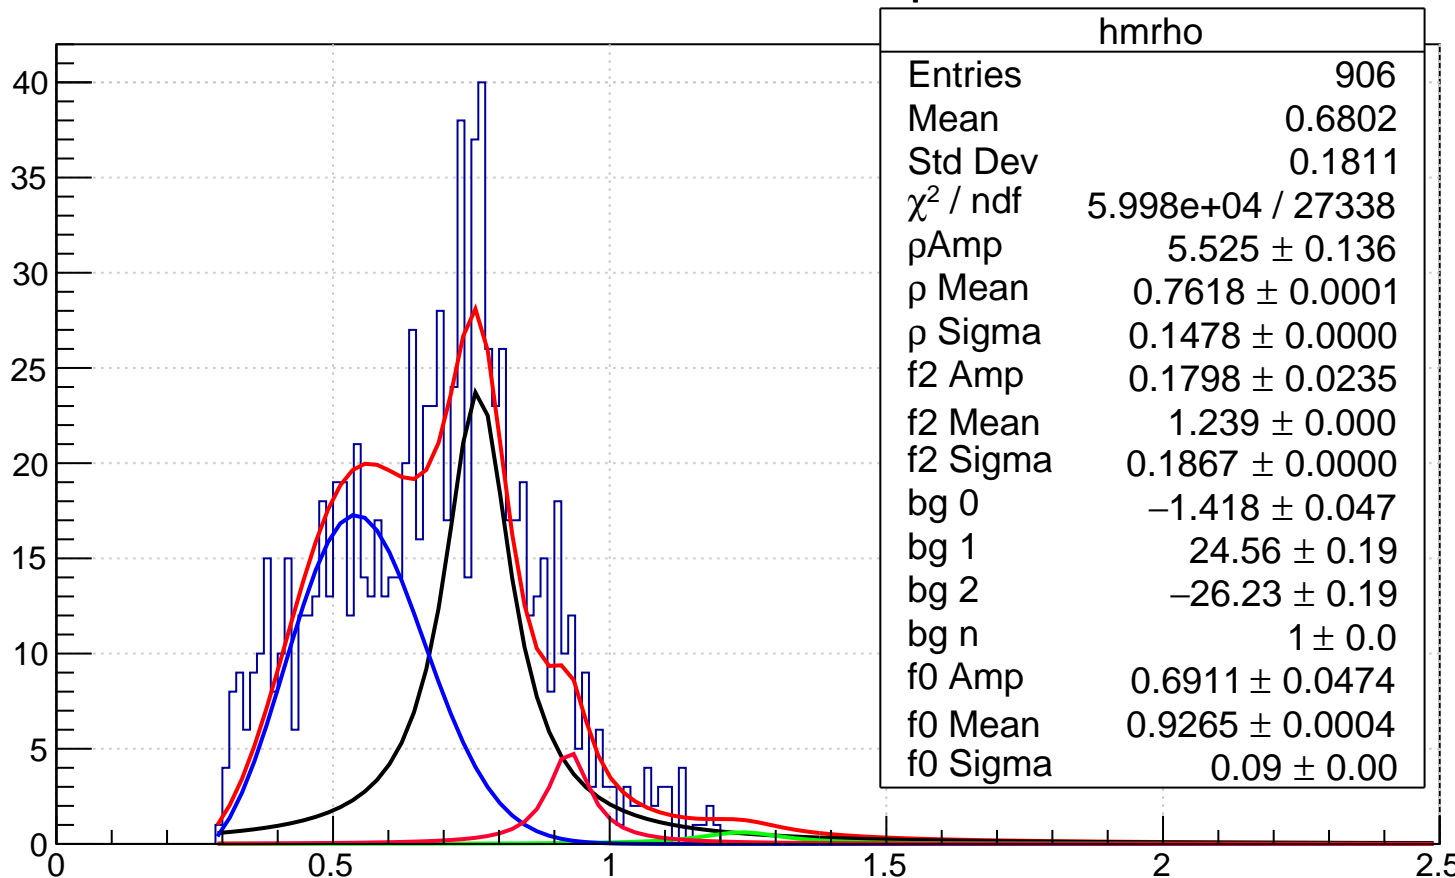 hmrho
Entries 906
Mean 0.6802
Std Dev 0.1811
χ² / ndf 5.998e+04 / 27338
ρAmp 5.525 ± 0.136
ρ Mean 0.7618 ± 0.0001
ρ Sigma 0.1478 ± 0.0000
f2 Amp 0.1798 ± 0.0235
f2 Mean 1.239 ± 0.000
f2 Sigma 0.1867 ± 0.0000
bg 0 −1.418 ± 0.047
bg 1 24.56 ± 0.19
bg 2 −26.23 ± 0.19
bg n 1 ± 0.0
f0 Amp 0.6911 ± 0.0474
f0 Mean 0.9265 ± 0.0004
f0 Sigma 0.09 ± 0.00
40
35
30
25
20
15
10
5
0
0 0.5 1 1.5 2 2.5